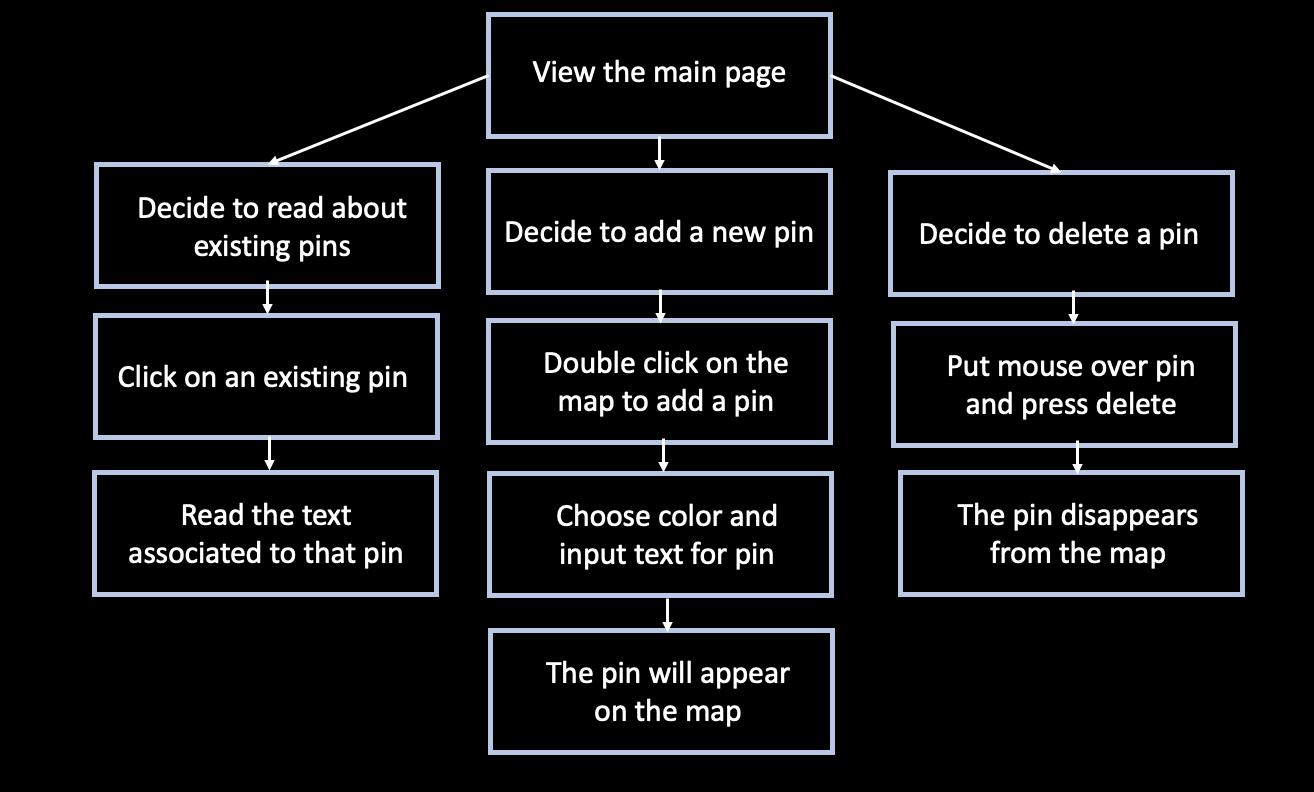 View the main page
Decide to read about
existing pins
Decide to add a new pin
Decide to delete a pin
Click on an existing pin
Double click on the
map to add a pin
Put mouse over pin
and press delete
Read the text
associated to that pin
Choose color and
input text for pin
The pin disappears
from the map
The pin will appear
on the map